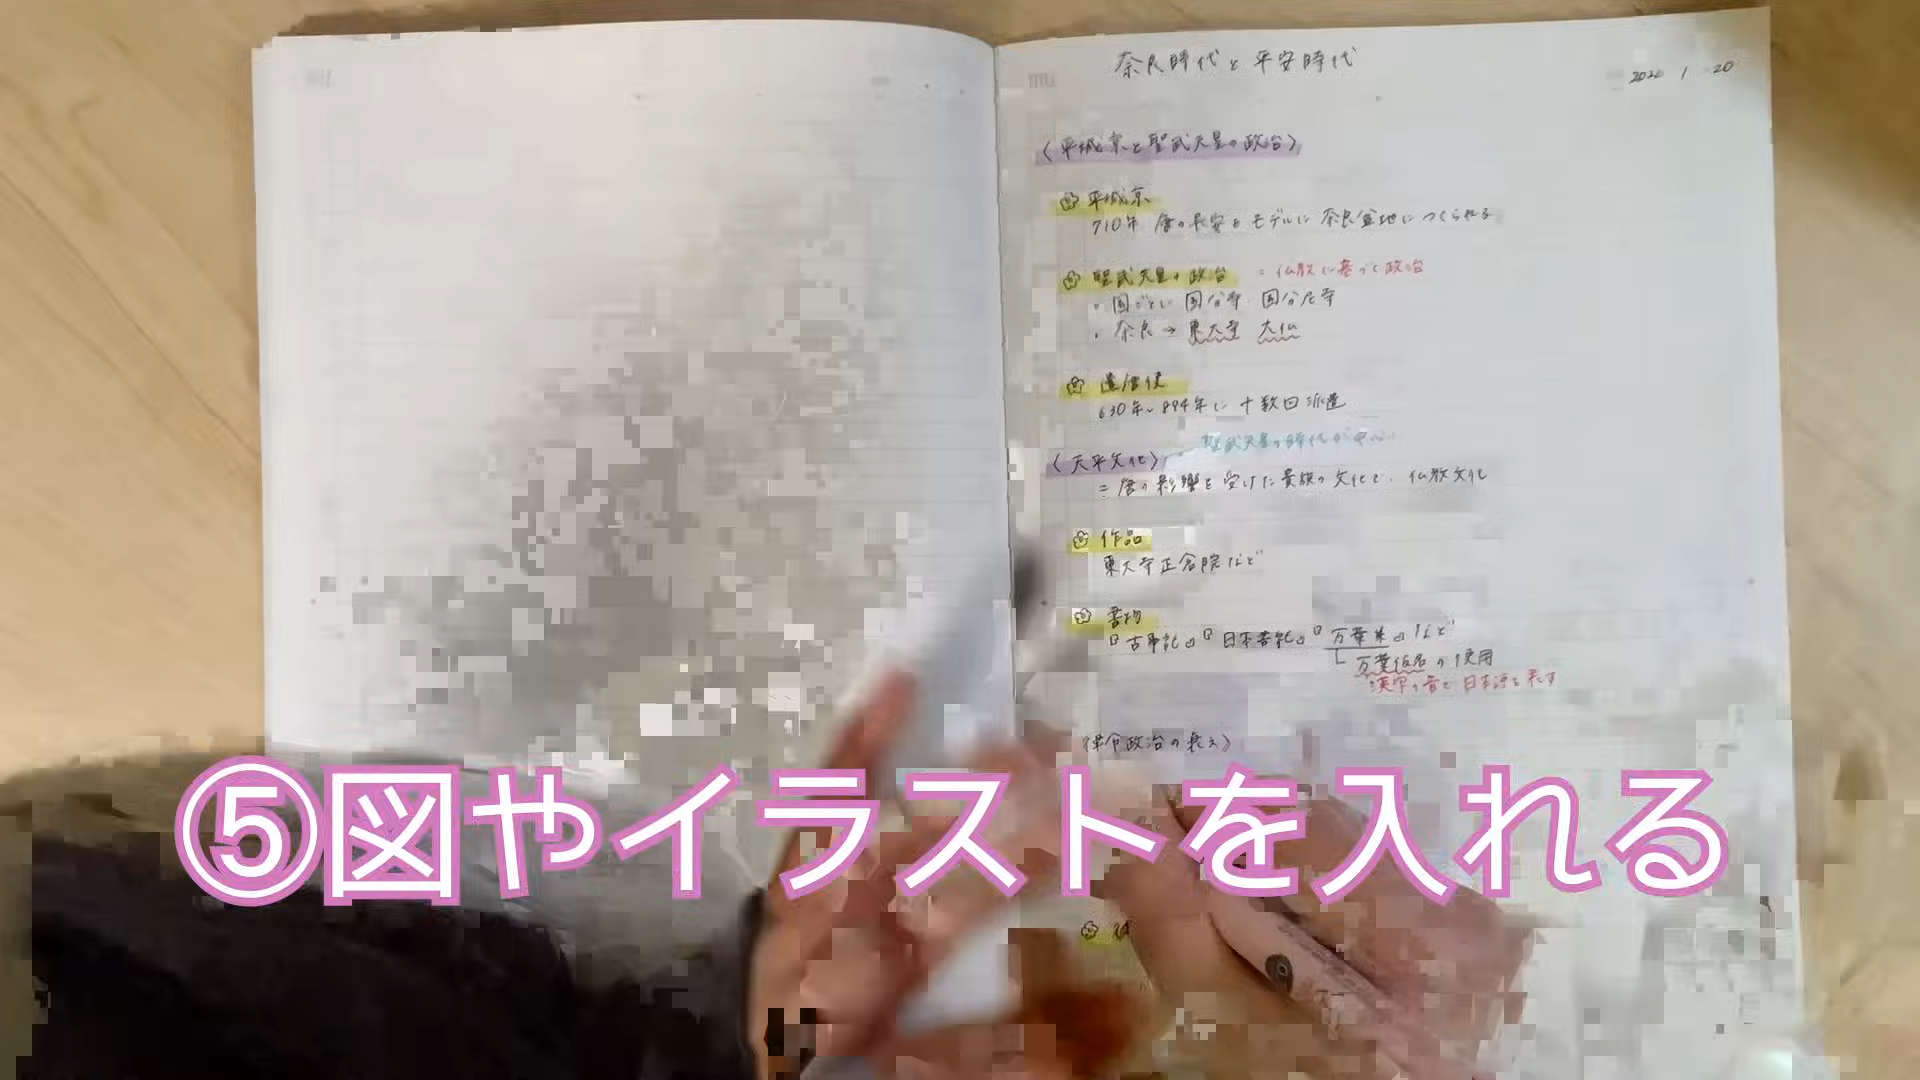 奈良時代と平安時代
2020 1 20
〈平城京と聖武天皇の政治〉
平城京
710年 唐の長安をモデルに 奈良盆地につくられる
聖武天皇の政治 = 仏教に基づく政治
・国ごとに 国分寺・国分尼寺
・奈良→東大寺 大仏
遣唐使
630年~894年に十数回派遣
聖武天皇の時代が中心
〈天平文化〉
=唐の影響を受けた貴族の文化と、仏教文化
作品
東大寺正倉院など
書物
『古事記』『日本書紀』『万葉集』など
万葉仮名の使用
漢字の音で日本語を表す
〈律令政治の衰え〉
⑤図やイラストを入れる